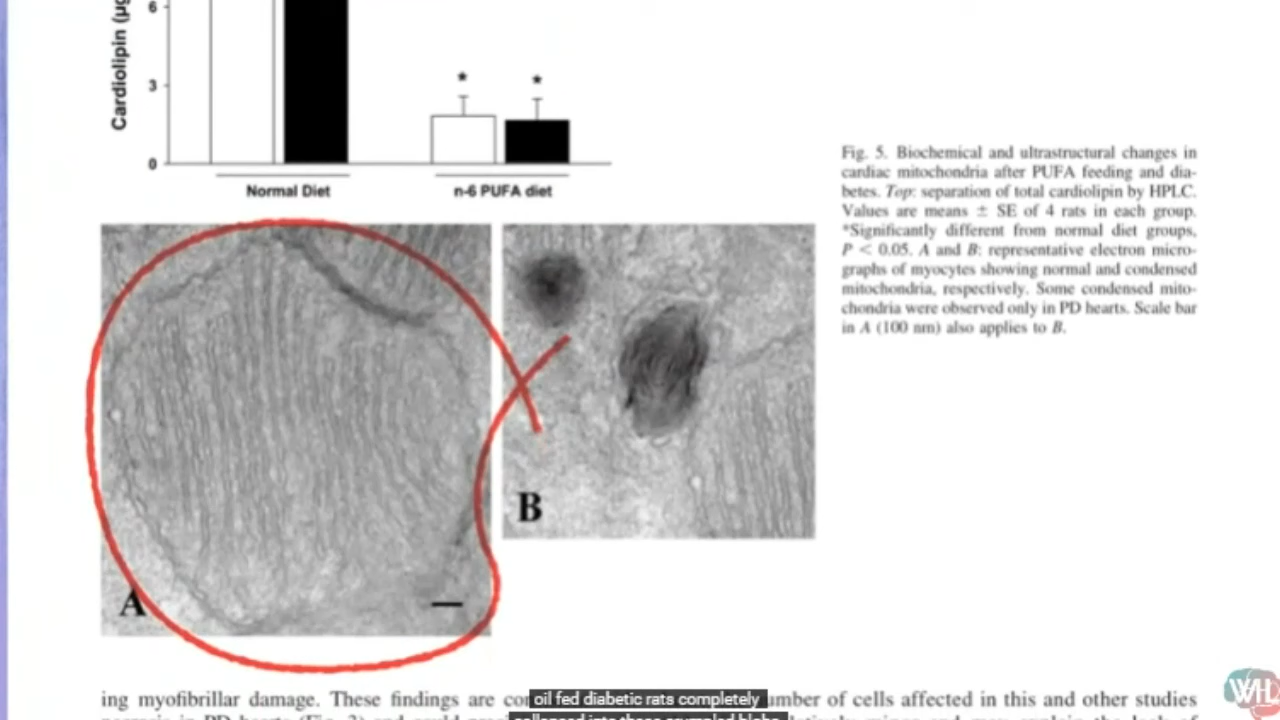 Cardiolipin (µg
6
3
0
*
*
Normal Diet
n-6 PUFA diet
Fig. 5. Biochemical and ultrastructural changes in
cardiac mitochondria after PUFA feeding and dia-
betes. Top: separation of total cardiolipin by HPLC.
Values are means ± SE of 4 rats in each group.
*Significantly different from normal diet groups,
P < 0.05. A and B: representative electron micro-
graphs of myocytes showing normal and condensed
mitochondria, respectively. Some condensed mito-
chondria were observed only in PD hearts. Scale bar
in A (100 nm) also applies to B.
A
B
ing myofibrillar damage. These findings are umber of cells affected in this and other studies
oil fed diabetic rats completely
WH